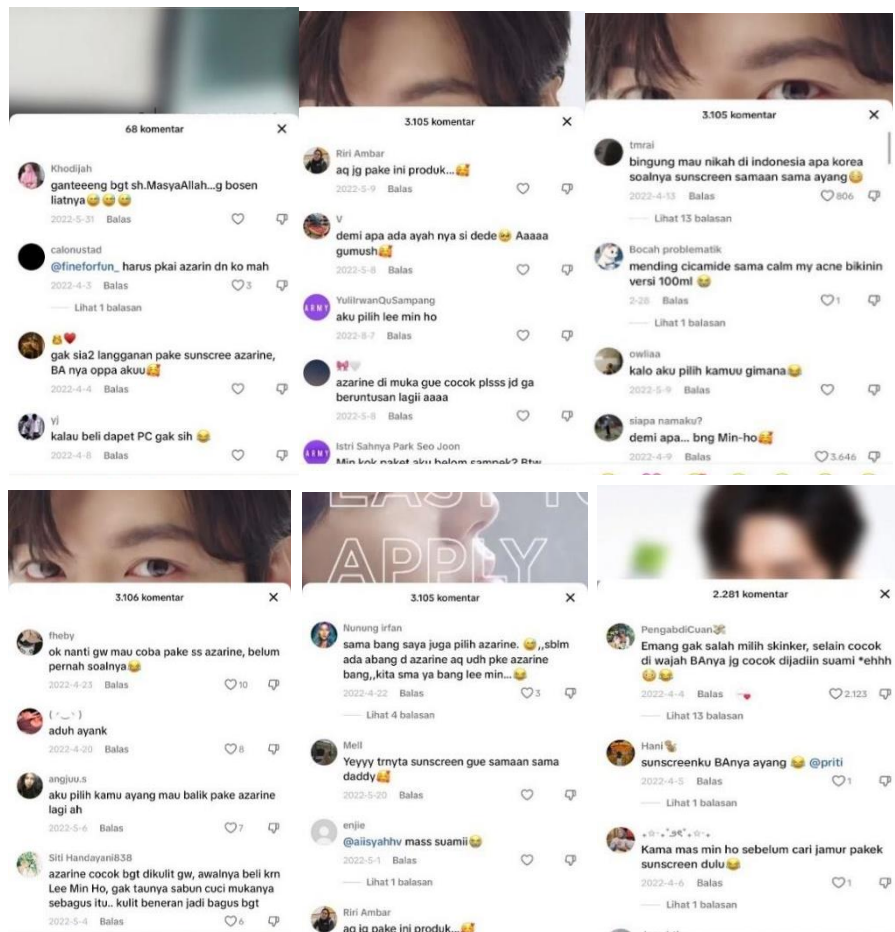 68 komentar
Khodijah
ganteeeng bgt sh.MasyaAllah...g bosen
liatnya😅😅😅
2022-5-31 Balas
calonustad
@fineforfun_ harus pkai azarin dn ko mah
2022-4-3 Balas 3
Lihat 1 balasan
gak sia2 langganan pake sunscree azarine,
BA nya oppa akuu🥰
2022-4-4 Balas
yj
kalau beli dapet PC gak sih 😂
2022-4-8 Balas
3.105 komentar
Riri Ambar
aq jg pake ini produk...🥰
2022-5-9 Balas
V
demi apa ada ayah nya si dede🥺 Aaaaa
gumush🥰
2022-5-8 Balas
ARMY
YuliIrwanQuSampang
aku pilih lee min ho
2022-8-7 Balas
azarine di muka gue cocok plsss jd ga
beruntusan lagii aaaa
2022-5-8 Balas
ARMY
Istri Sahnya Park Seo Joon
Min kok paket aku belom sampek? Btw
3.105 komentar
tmrai
bingung mau nikah di indonesia apa korea
soalnya sunscreen samaan sama ayang😳
2022-4-13 Balas 806
Lihat 13 balasan
Bocah problematik
mending cicamide sama calm my acne bikinin
versi 100ml 😭
2-28 Balas 1
Lihat 1 balasan
owliaa
kalo aku pilih kamuu gimana😂
2022-5-9 Balas
siapa namaku?
demi apa... bng Min-ho🥰
2022-4-9 Balas 3.646
3.106 komentar
fheby
ok nanti gw mau coba pake ss azarine, belum
pernah soalnya😂
2022-4-23 Balas 10
aduh ayank
2022-4-20 Balas 8
angjuu.s
aku pilih kamu ayang mau balik pake azarine
lagi ah
2022-5-6 Balas 7
Siti Handayani838
azarine cocok bgt dikulit gw, awalnya beli krn
Lee Min Ho, gak taunya sabun cuci mukanya
sebagus itu.. kulit beneran jadi bagus bgt
2022-5-4 Balas 6
EASY TO
APPLY
3.105 komentar
Nunung irfan
sama bang saya juga pilih azarine. 😅,,sblm
ada abang d azarine aq udh pke azarine
bang,,kita sma ya bang lee min...😂
2022-4-22 Balas 3
Lihat 4 balasan
Mell
Yeyyy trnyta sunscreen gue samaan sama
daddy🥰
2022-5-20 Balas
enjie
@aiisyahhv mass suamii😭
2022-5-1 Balas
Lihat 1 balasan
Riri Ambar
aq jg pake ini produk...🥰
2.281 komentar
PengabdiCuan💸
Emang gak salah milih skinker, selain cocok
di wajah BAnya jg cocok dijadiin suami *ehhh
😳😂
2022-4-4 Balas 2.123
Lihat 13 balasan
Hani🐒
sunscreenku BAnya ayang 😂 @priti
2022-4-5 Balas 1
Lihat 1 balasan
Kama mas min ho sebelum cari jamur pakek
sunscreen dulu😂
2022-4-6 Balas 1
Lihat 1 balasan